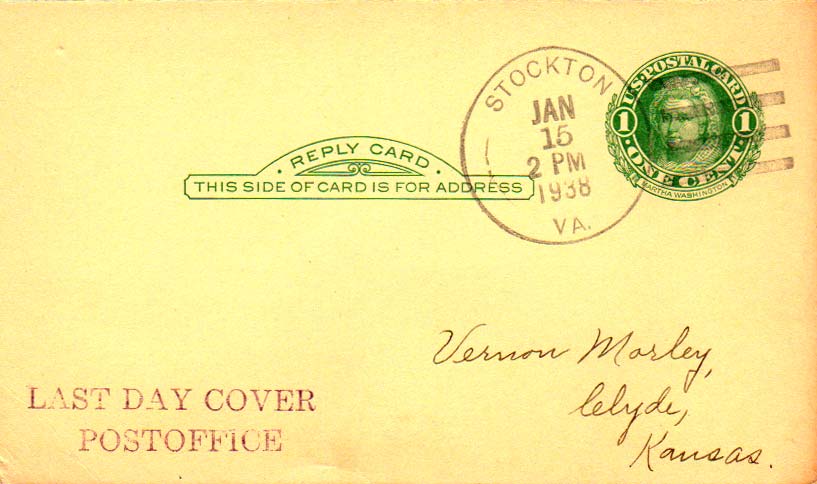 STOCKTON
JAN
15
2 PM
1938
VA.
U.S. POSTAL CARD
1 1
ONE CENT
MARTHA WASHINGTON
· REPLY CARD ·
THIS SIDE OF CARD IS FOR ADDRESS
Vernon Morley,
Clyde,
Kansas.
LAST DAY COVER
POSTOFFICE